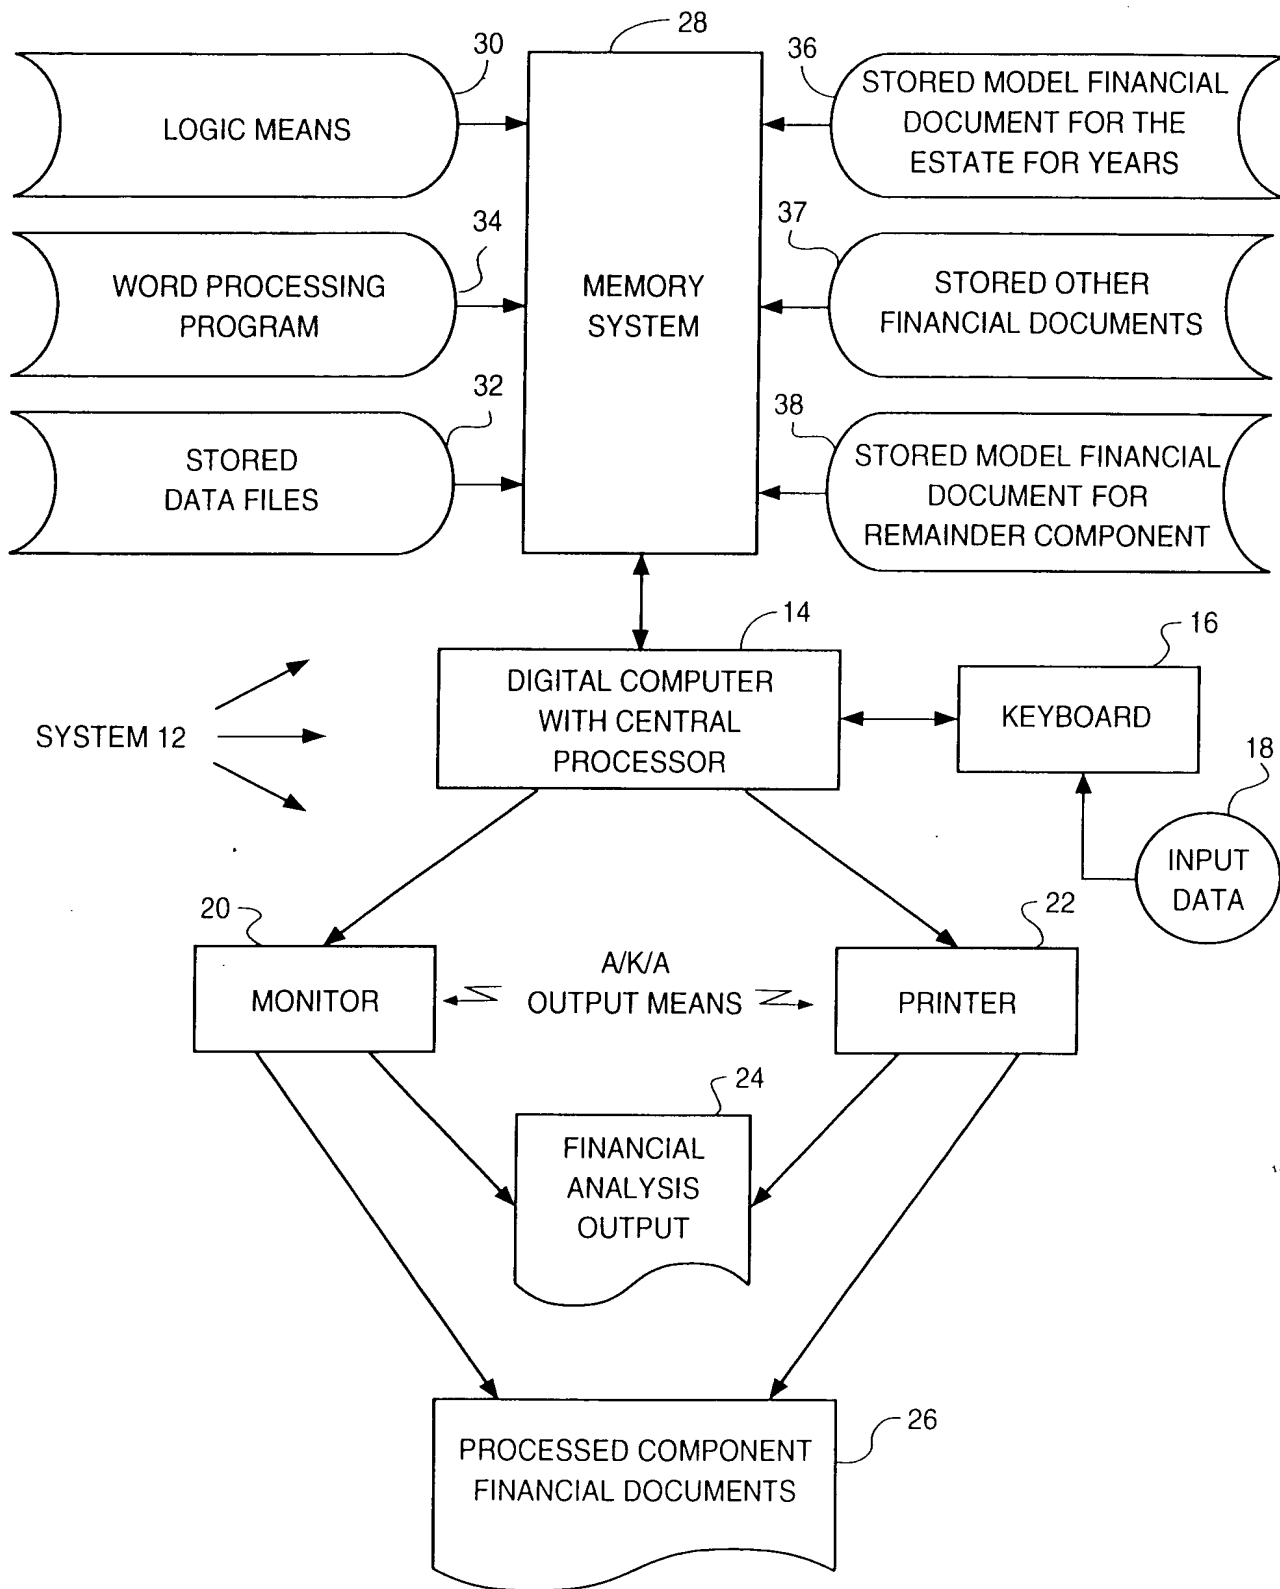 28
30
LOGIC MEANS
36
STORED MODEL FINANCIAL
DOCUMENT FOR THE
ESTATE FOR YEARS
34
WORD PROCESSING
PROGRAM
MEMORY
SYSTEM
37
STORED OTHER
FINANCIAL DOCUMENTS
32
STORED
DATA FILES
38
STORED MODEL FINANCIAL
DOCUMENT FOR
REMAINDER COMPONENT
14
DIGITAL COMPUTER
WITH CENTRAL
PROCESSOR
16
KEYBOARD
SYSTEM 12
18
INPUT
DATA
20
MONITOR
A/K/A
OUTPUT MEANS
22
PRINTER
24
FINANCIAL
ANALYSIS
OUTPUT
26
PROCESSED COMPONENT
FINANCIAL DOCUMENTS